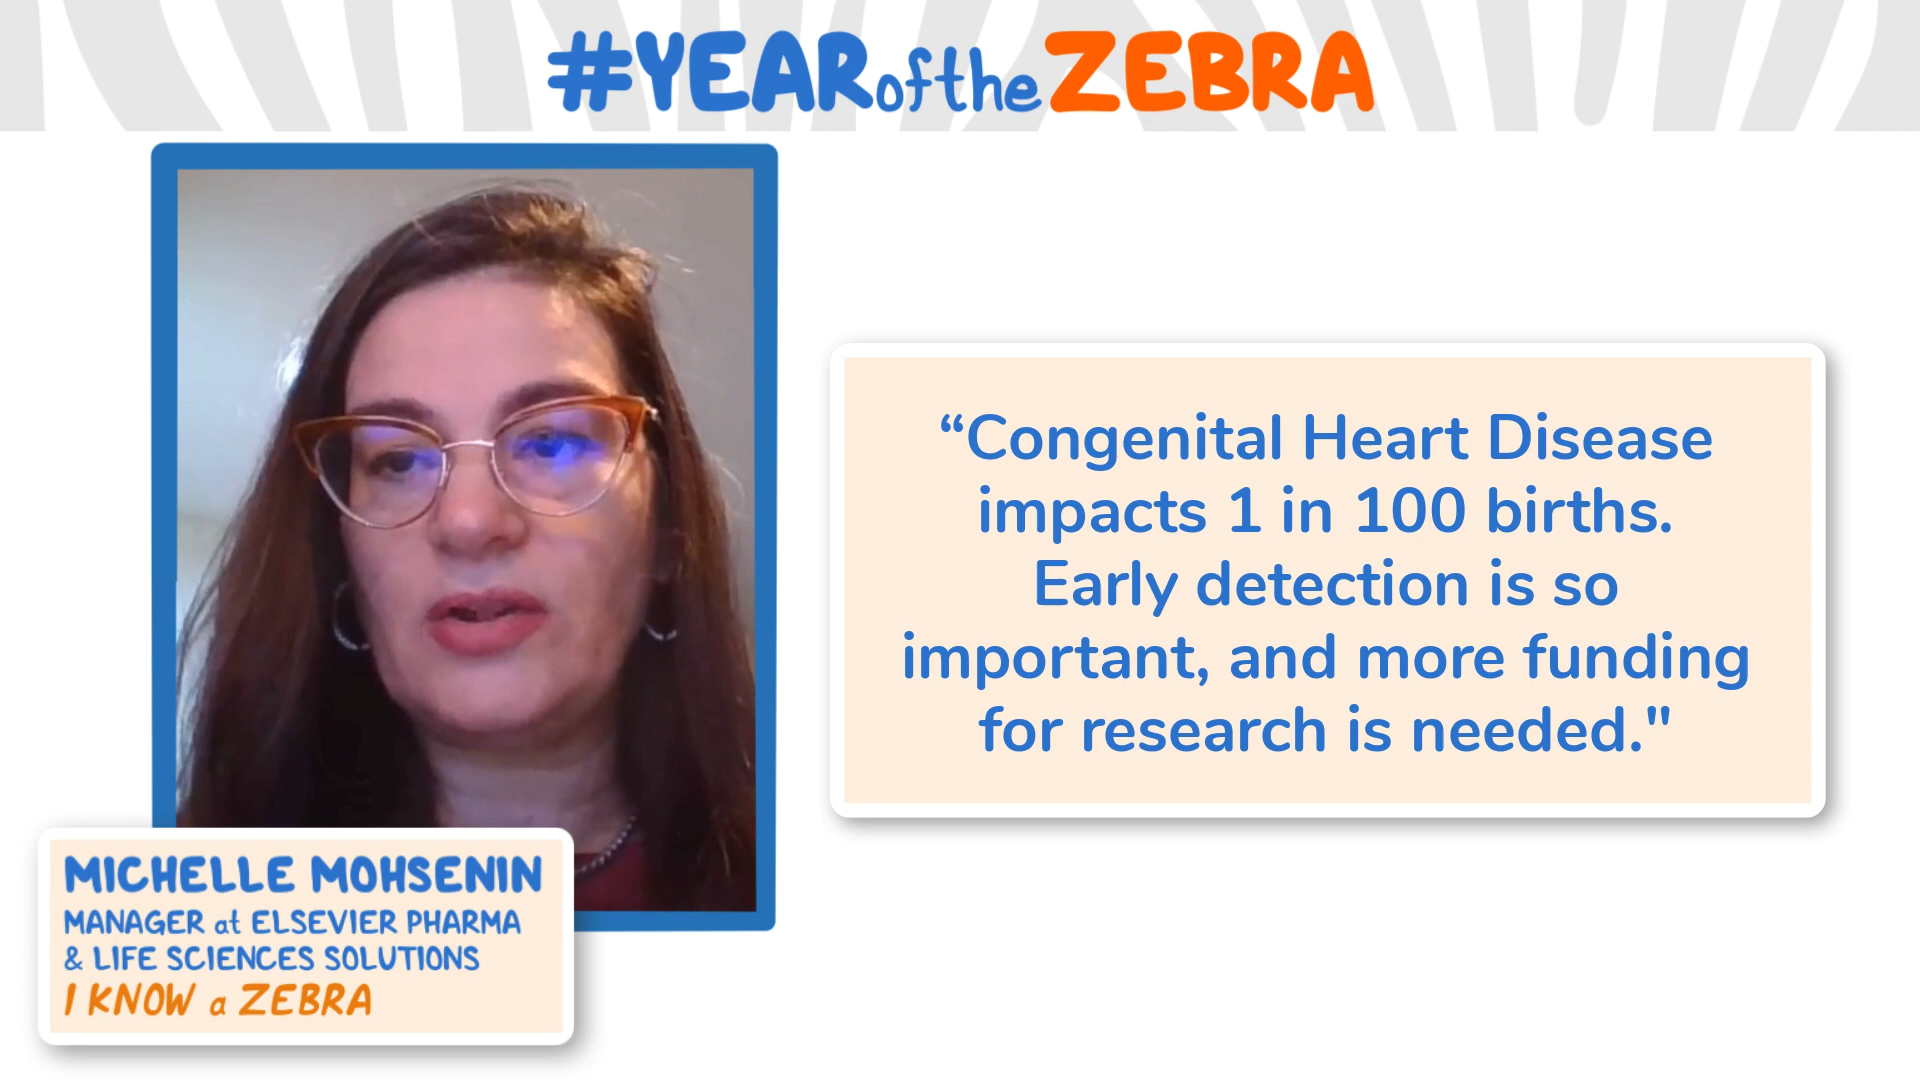 #YEARoftheZEBRA
“Congenital Heart Disease
impacts 1 in 100 births.
Early detection is so
important, and more funding
for research is needed."
MICHELLE MOHSENIN
MANAGER at ELSEVIER PHARMA
& LIFE SCIENCES SOLUTIONS
I KNOW a ZEBRA